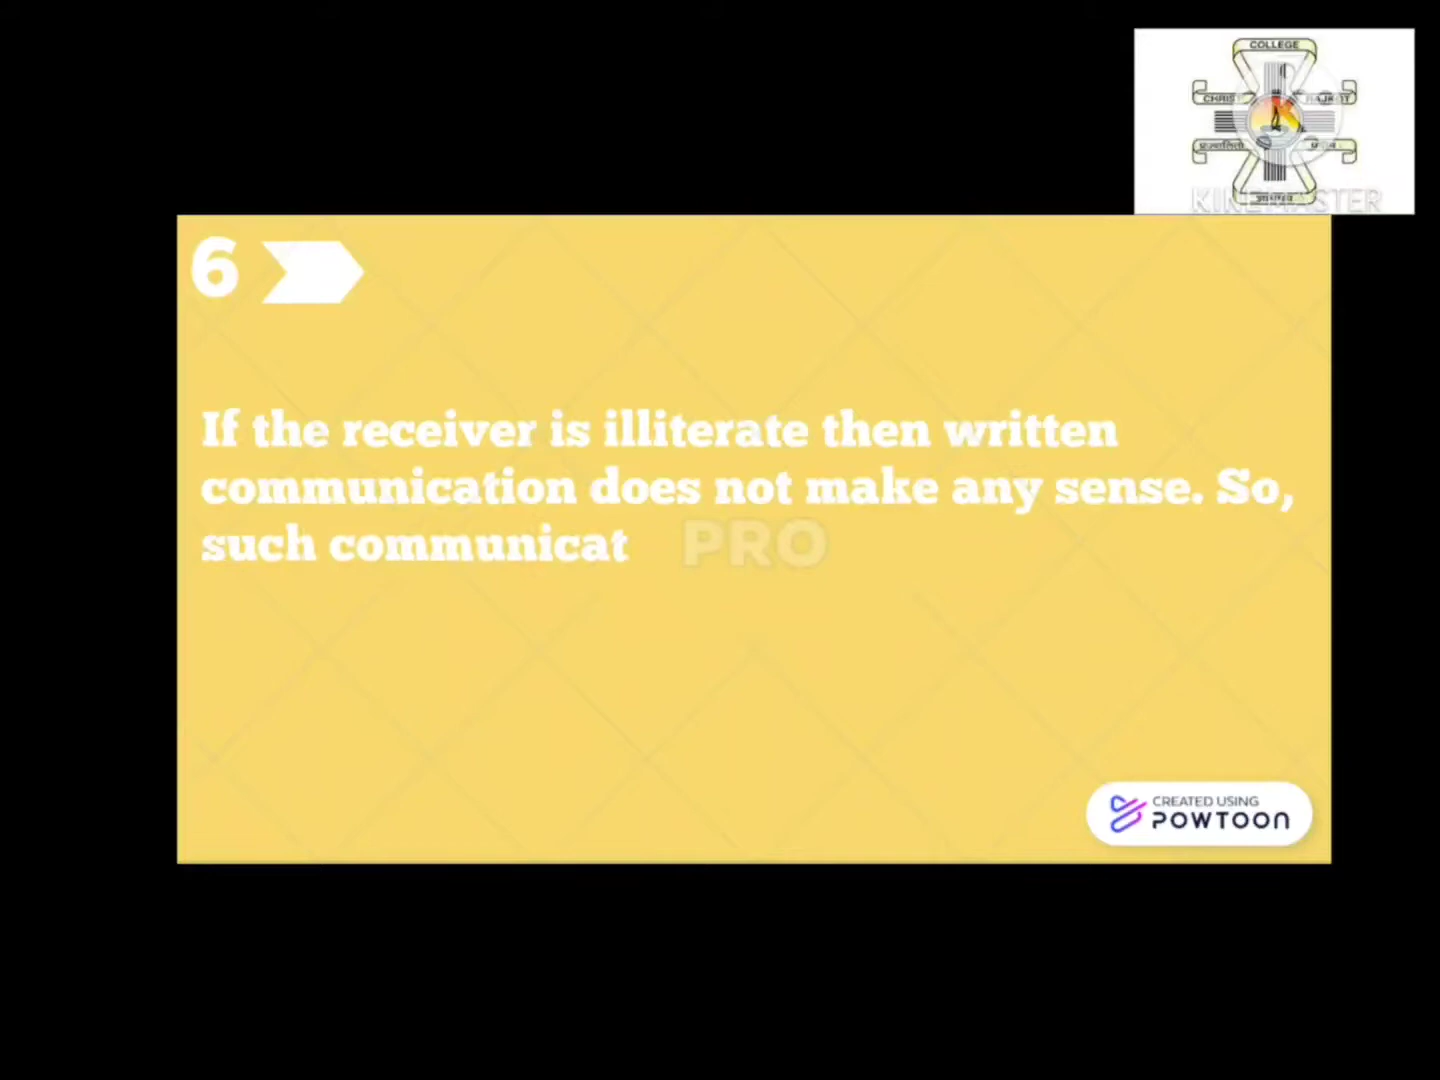 COLLEGE
CHRIST
RAJKOT
KINEMASTER
6
If the receiver is illiterate then written
communication does not make any sense. So,
such communicat
PRO
CREATED USING
POWTOON